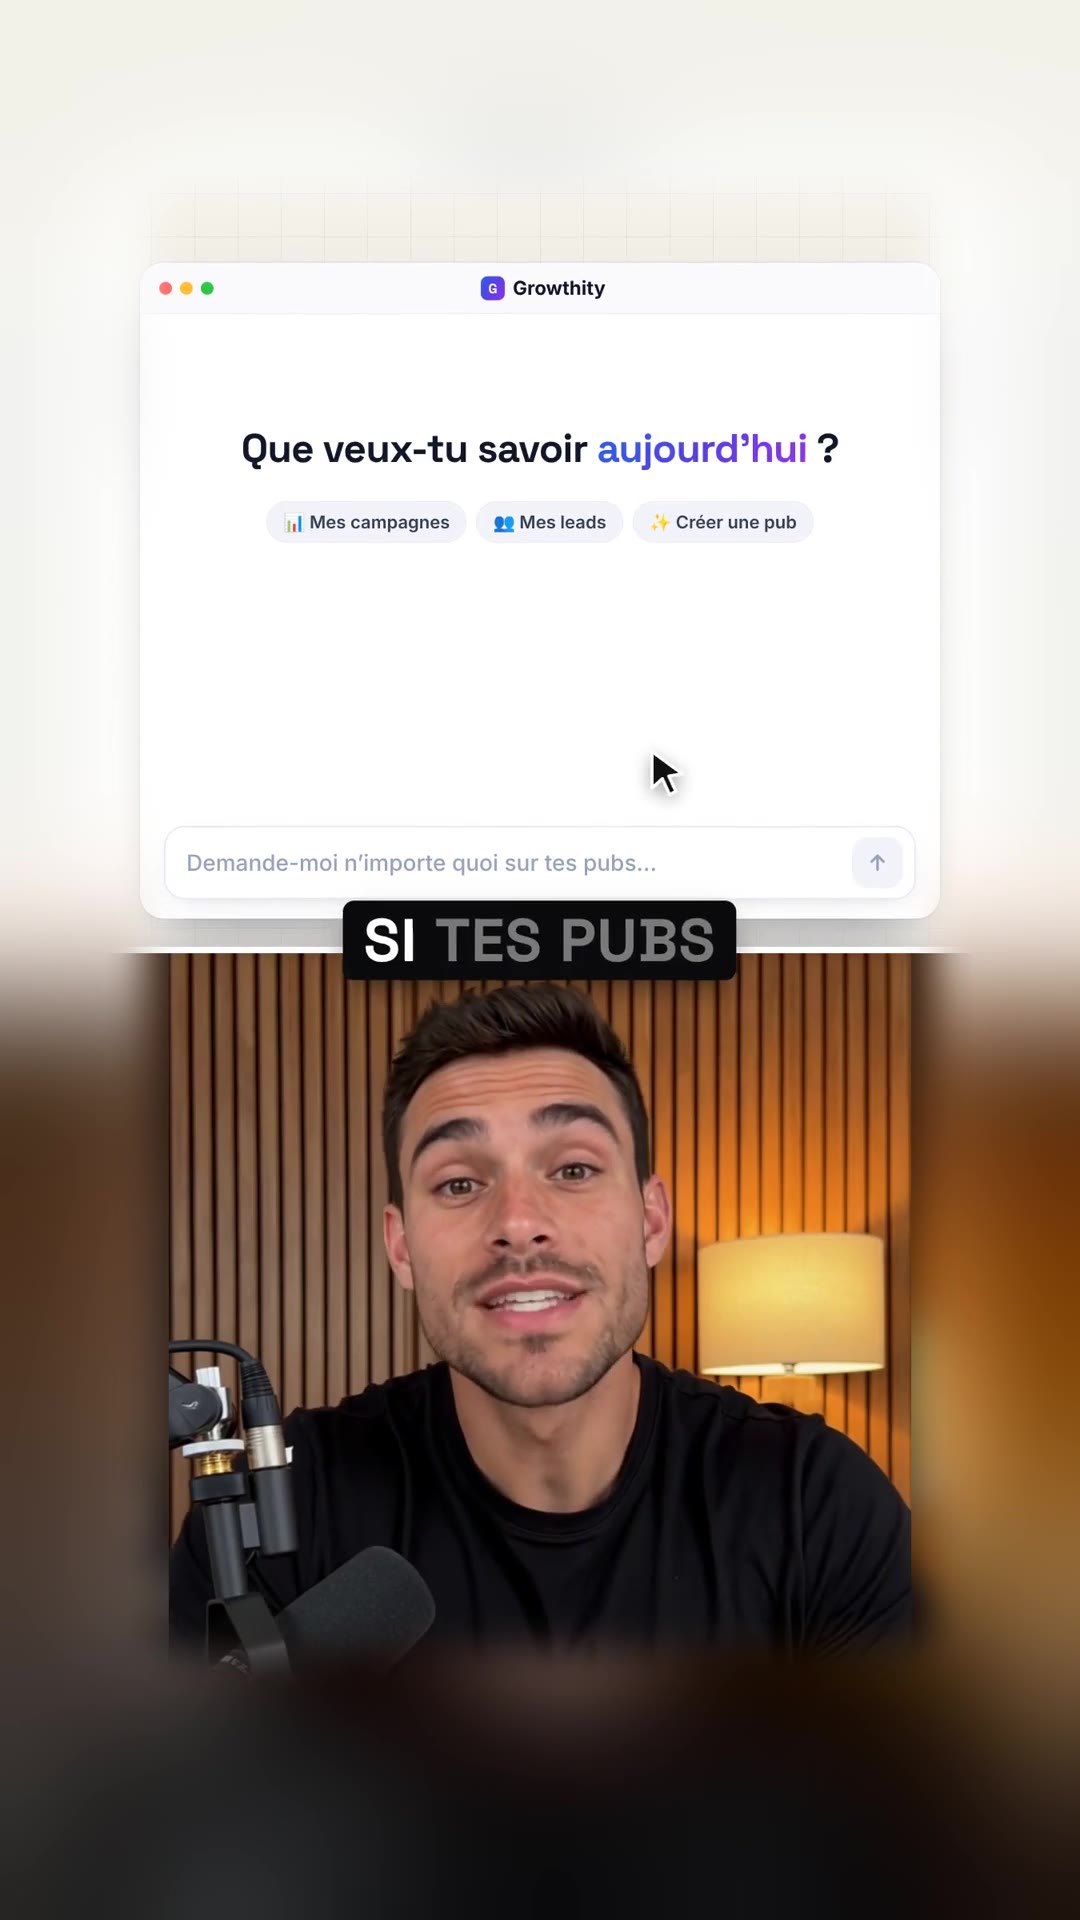 G Growthity
Que veux-tu savoir aujourd’hui ?
📊 Mes campagnes 👥 Mes leads ✨ Créer une pub
Demande-moi n’importe quoi sur tes pubs...
SI TES PUBS